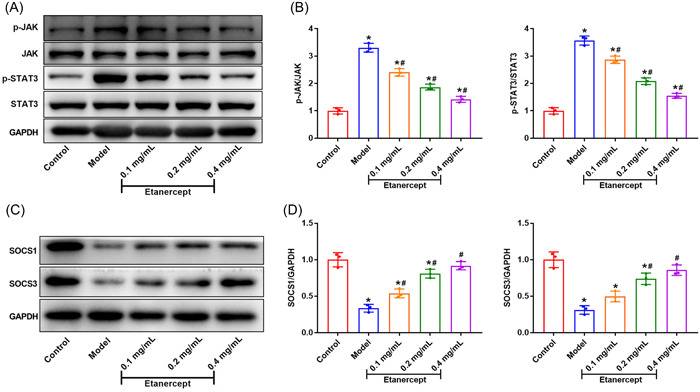 (A)
p-JAK
JAK
p-STAT3
STAT3
GAPDH
Control
Model
0.1 mg/mL
0.2 mg/mL
0.4 mg/mL
Etanercept
(B)
p-JAK/JAK
4
3
2
1
0
*
*#
*#
*#
Control
Model
0.1 mg/mL
0.2 mg/mL
0.4 mg/mL
Etanercept
p-STAT3/STAT3
4
3
2
1
0
*
*#
*#
*#
Control
Model
0.1 mg/mL
0.2 mg/mL
0.4 mg/mL
Etanercept
(C)
SOCS1
SOCS3
GAPDH
Control
Model
0.1 mg/mL
0.2 mg/mL
0.4 mg/mL
Etanercept
(D)
SOCS1/GAPDH
1.5
1.0
0.5
0.0
*
*#
*#
#
Control
Model
0.1 mg/mL
0.2 mg/mL
0.4 mg/mL
Etanercept
SOCS3/GAPDH
1.5
1.0
0.5
0.0
*
*
*#
#
Control
Model
0.1 mg/mL
0.2 mg/mL
0.4 mg/mL
Etanercept